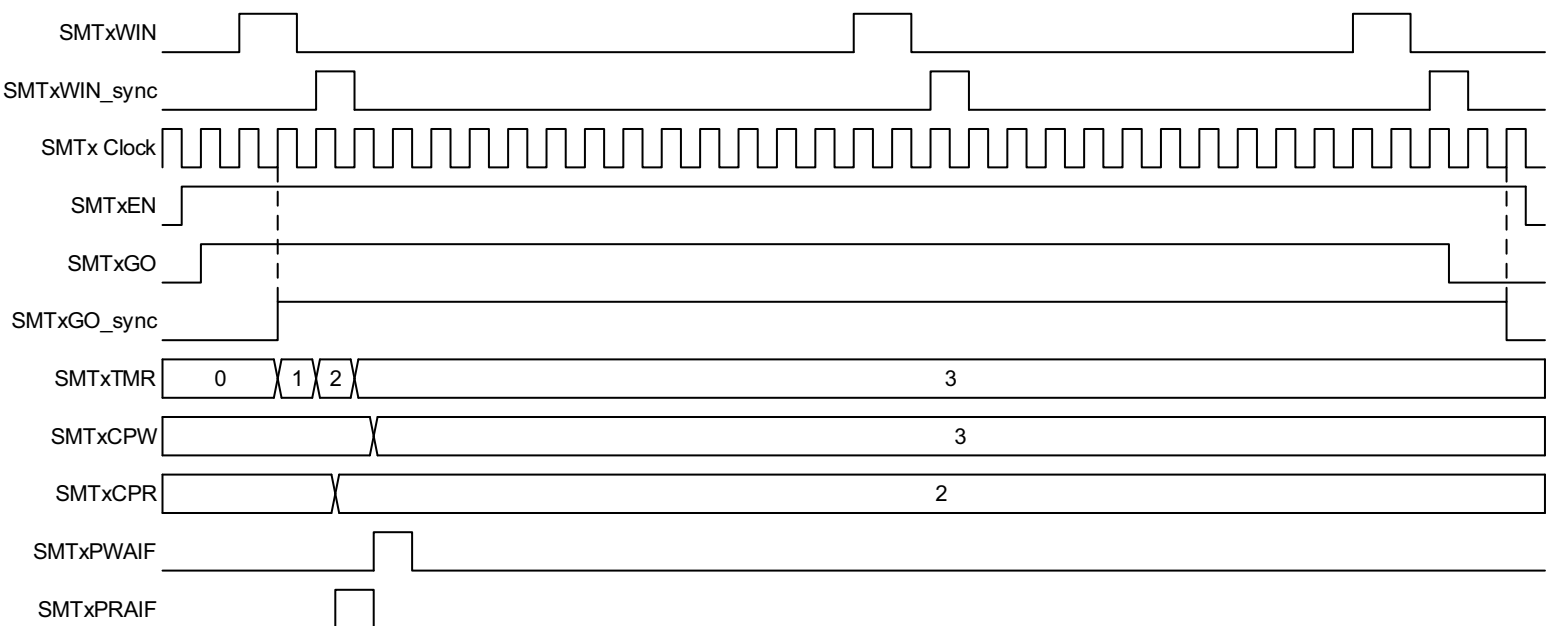 SMTxWIN
SMTxWIN_sync
SMTx Clock
SMTxEN
SMTxGO
SMTxGO_sync
SMTxTMR 0 1 2 3
SMTxCPW 3
SMTxCPR 2
SMTxPWAIF
SMTxPRAIF